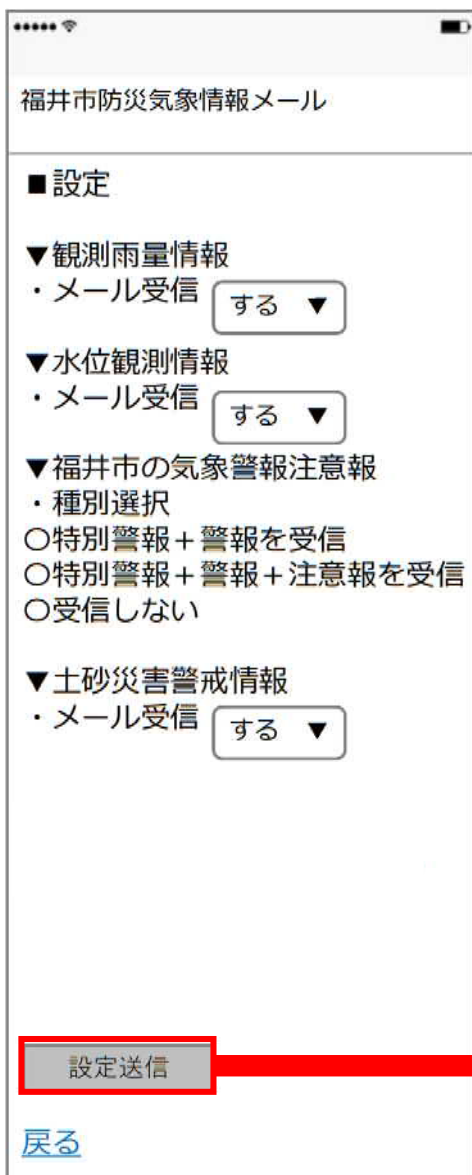 福井市防災気象情報メール
■設定
▼観測雨量情報
・メール受信 する ▼
▼水位観測情報
・メール受信 する ▼
▼福井市の気象警報注意報
・種別選択
○特別警報+警報を受信
○特別警報+警報+注意報を受信
○受信しない
▼土砂災害警戒情報
・メール受信 する ▼
設定送信
戻る